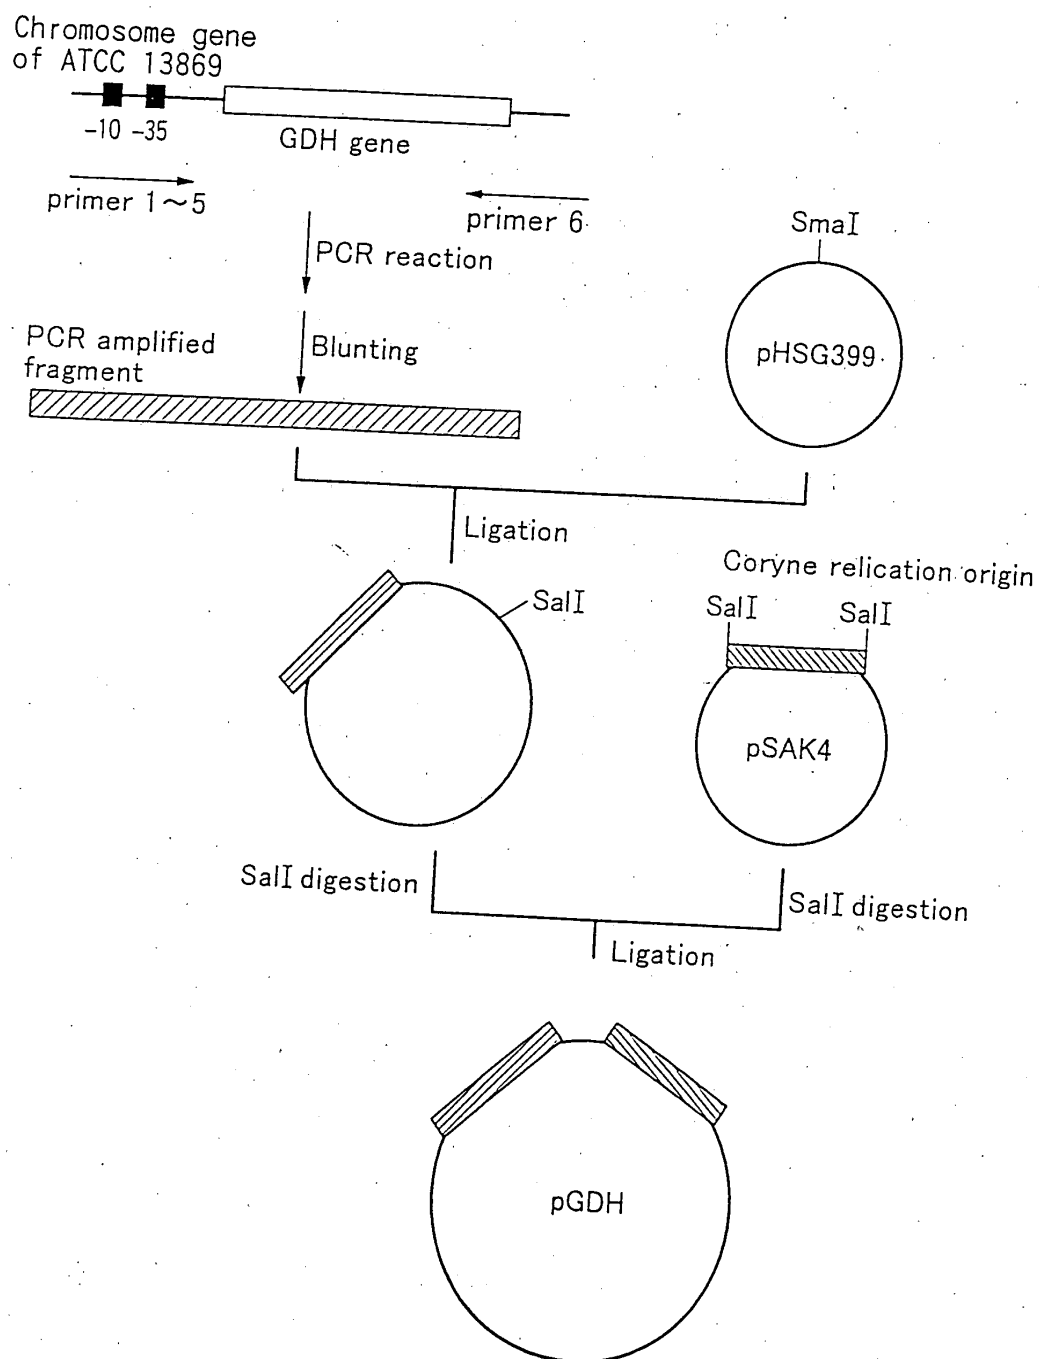 Chromosome gene
of ATCC 13869
-10 -35
GDH gene
primer 1~5
primer 6
PCR reaction
SmaI
PCR amplified
fragment
Blunting
pHSG399
Ligation
SalI
Coryne relication origin
SalI SalI
pSAK4
SalI digestion
SalI digestion
Ligation
pGDH